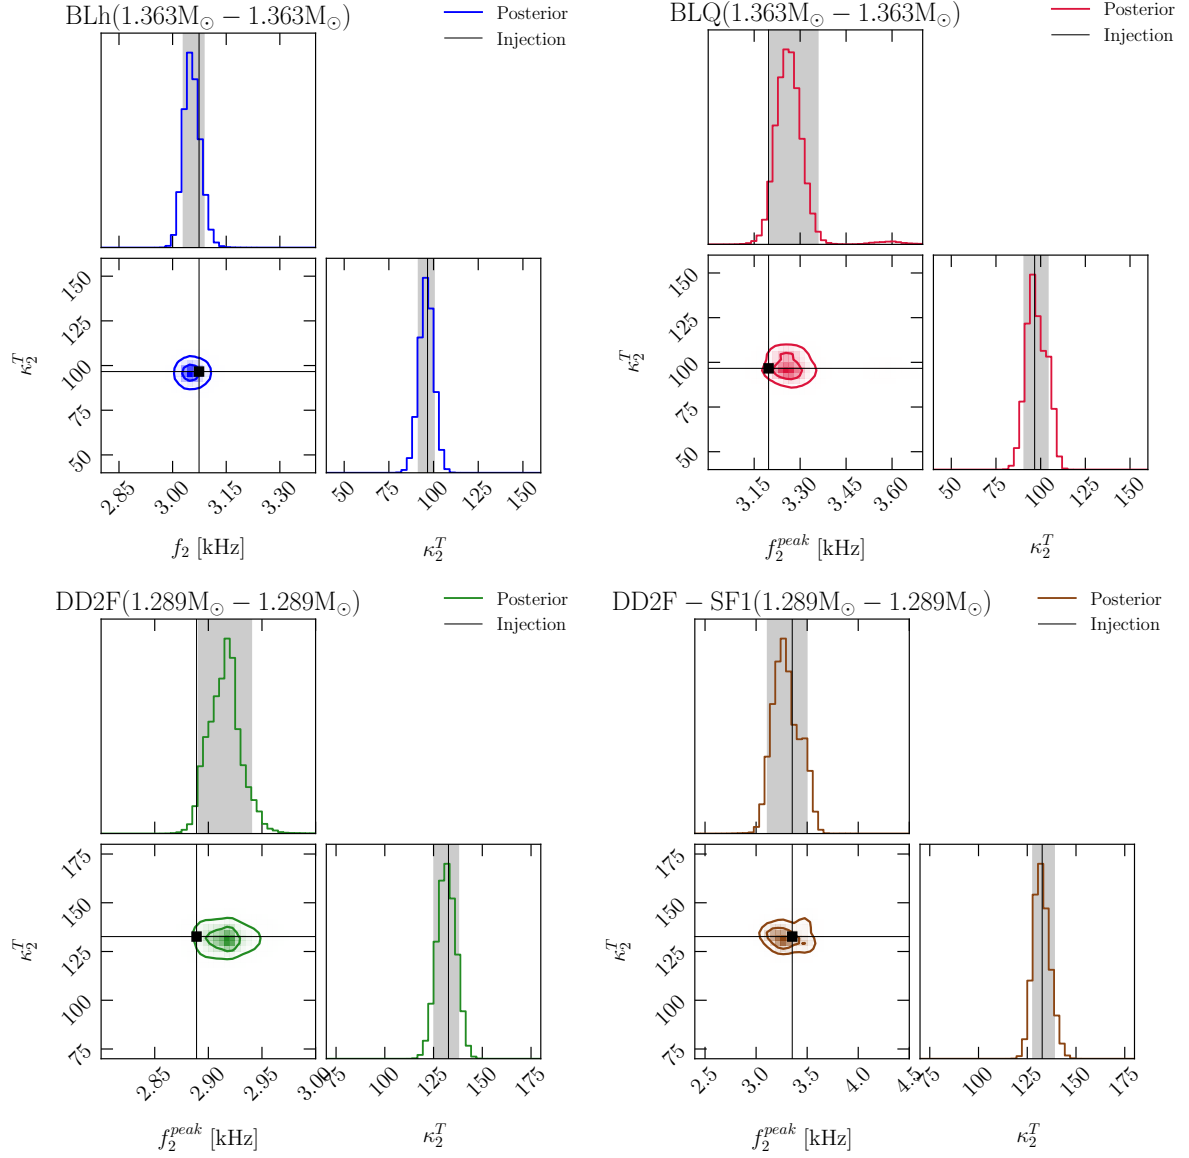 BLh(1.363M⊙ − 1.363M⊙)
Posterior
Injection
κ₂ᵀ
150
125
100
75
50
2.85
3.00
3.15
3.30
f₂ [kHz]
50
75
100
125
150
κ₂ᵀ
BLQ(1.363M⊙ − 1.363M⊙)
Posterior
Injection
κ₂ᵀ
150
125
100
75
50
3.15
3.30
3.45
3.60
f₂ᵖᵉᵃᵏ [kHz]
50
75
100
125
150
κ₂ᵀ
DD2F(1.289M⊙ − 1.289M⊙)
Posterior
Injection
κ₂ᵀ
175
150
125
100
75
2.85
2.90
2.95
3.00
f₂ᵖᵉᵃᵏ [kHz]
75
100
125
150
175
κ₂ᵀ
DD2F − SF1(1.289M⊙ − 1.289M⊙)
Posterior
Injection
κ₂ᵀ
175
150
125
100
75
2.5
3.0
3.5
4.0
4.5
f₂ᵖᵉᵃᵏ [kHz]
75
100
125
150
175
κ₂ᵀ